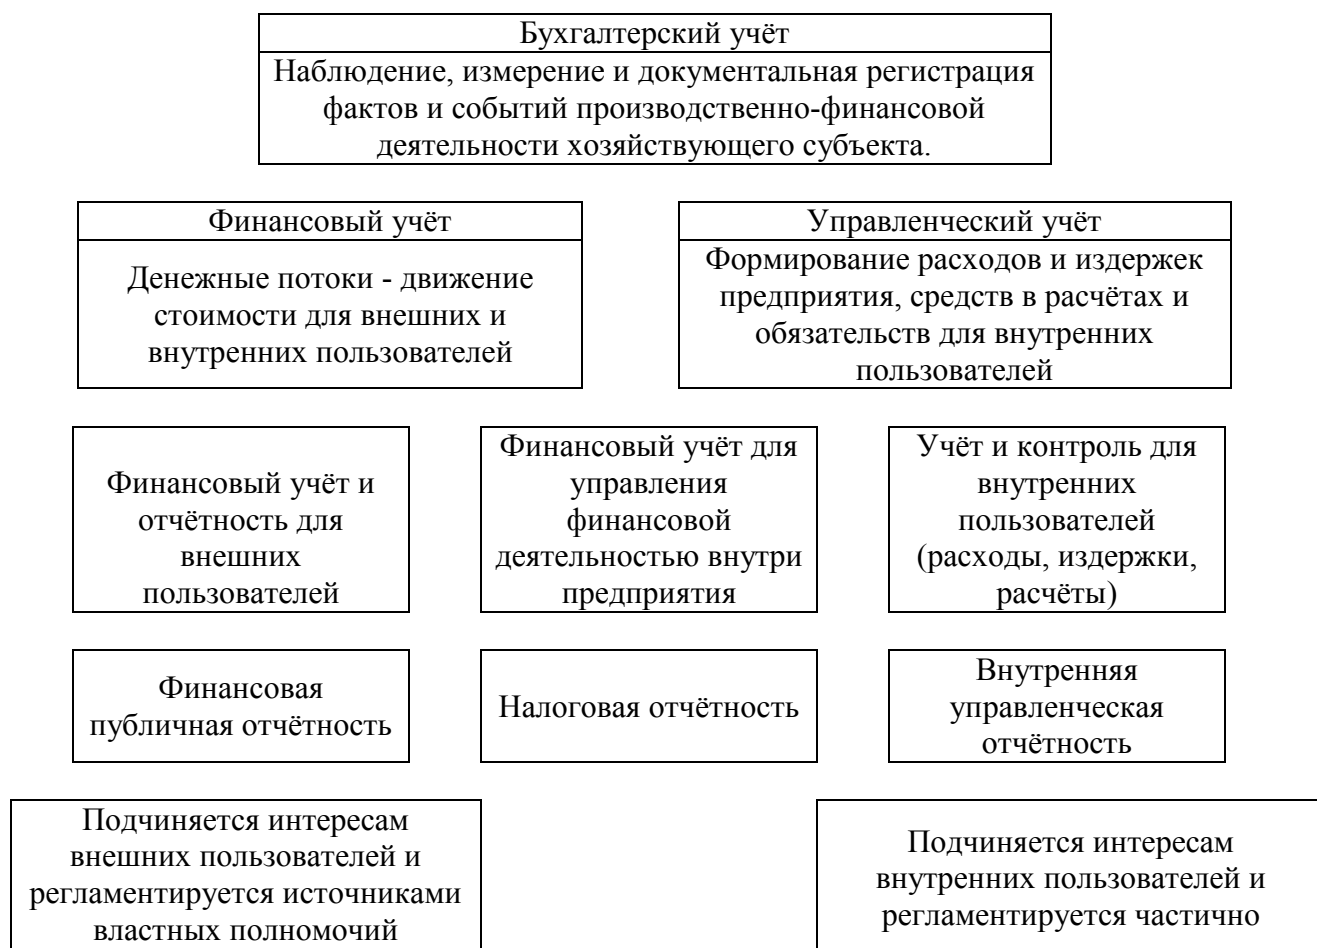 Бухгалтерский учёт
Наблюдение, измерение и документальная регистрация
фактов и событий производственно-финансовой
деятельности хозяйствующего субъекта.
Финансовый учёт
Денежные потоки - движение
стоимости для внешних и
внутренних пользователей
Управленческий учёт
Формирование расходов и издержек
предприятия, средств в расчётах и
обязательств для внутренних
пользователей
Финансовый учёт и
отчётность для
внешних
пользователей
Финансовый учёт для
управления
финансовой
деятельностью внутри
предприятия
Учёт и контроль для
внутренних
пользователей
(расходы, издержки,
расчёты)
Финансовая
публичная отчётность
Налоговая отчётность
Внутренняя
управленческая
отчётность
Подчиняется интересам
внешних пользователей и
регламентируется источниками
властных полномочий
Подчиняется интересам
внутренних пользователей и
регламентируется частично